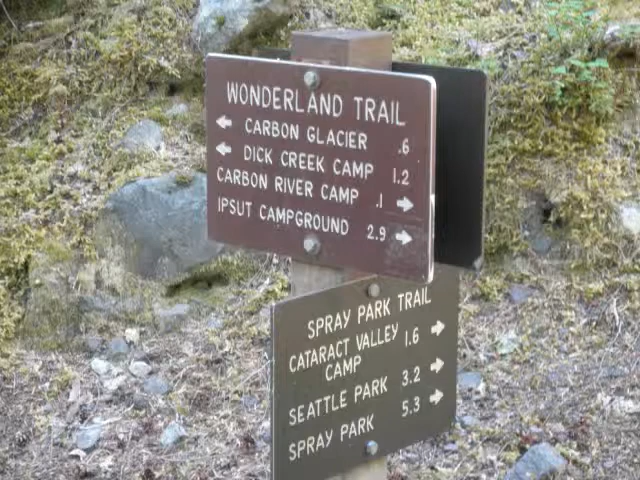 WONDERLAND TRAIL
← CARBON GLACIER .6
← DICK CREEK CAMP 1.2
CARBON RIVER CAMP .1 →
IPSUT CAMPGROUND 2.9 →
SPRAY PARK TRAIL
CATARACT VALLEY 1.6 →
CAMP
SEATTLE PARK 3.2 →
SPRAY PARK 5.3 →